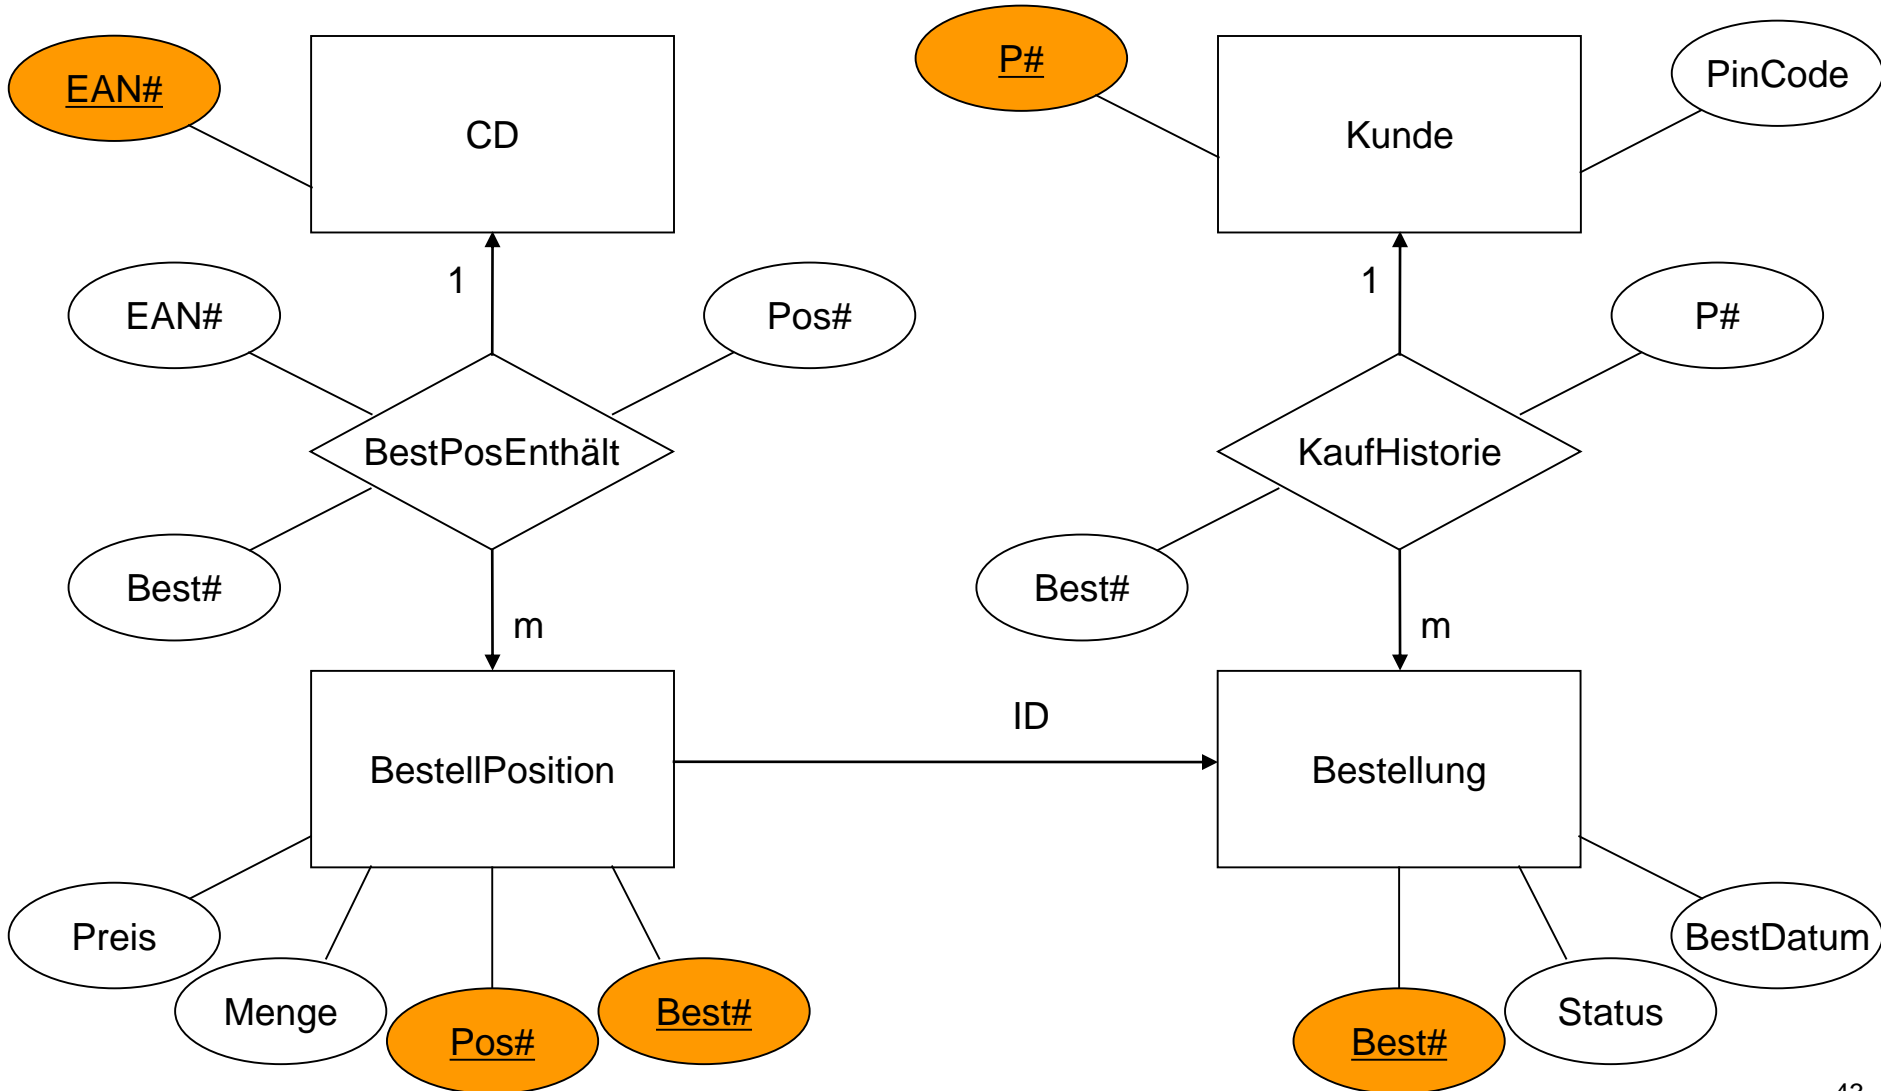 EAN#
CD
P#
Kunde
PinCode
1
1
EAN#
Pos#
P#
BestPosEnthält
KaufHistorie
Best#
Best#
m
m
ID
BestellPosition
Bestellung
Preis
BestDatum
Menge
Best#
Status
Pos#
Best#